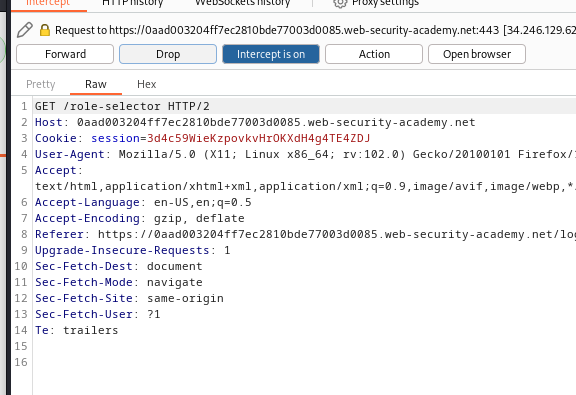 Intercept HTTP history WebSockets history Proxy settings
Request to https://0aad003204ff7ec2810bde77003d0085.web-security-academy.net:443 [34.246.129.62
Forward Drop Intercept is on Action Open browser
Pretty Raw Hex
1 GET /role-selector HTTP/2
2 Host: 0aad003204ff7ec2810bde77003d0085.web-security-academy.net
3 Cookie: session=3d4c59WieKzpovkvHrOKXdH4g4TE4ZDJ
4 User-Agent: Mozilla/5.0 (X11; Linux x86_64; rv:102.0) Gecko/20100101 Firefox/
5 Accept:
text/html,application/xhtml+xml,application/xml;q=0.9,image/avif,image/webp,*
6 Accept-Language: en-US,en;q=0.5
7 Accept-Encoding: gzip, deflate
8 Referer: https://0aad003204ff7ec2810bde77003d0085.web-security-academy.net/log
9 Upgrade-Insecure-Requests: 1
10 Sec-Fetch-Dest: document
11 Sec-Fetch-Mode: navigate
12 Sec-Fetch-Site: same-origin
13 Sec-Fetch-User: ?1
14 Te: trailers
15
16